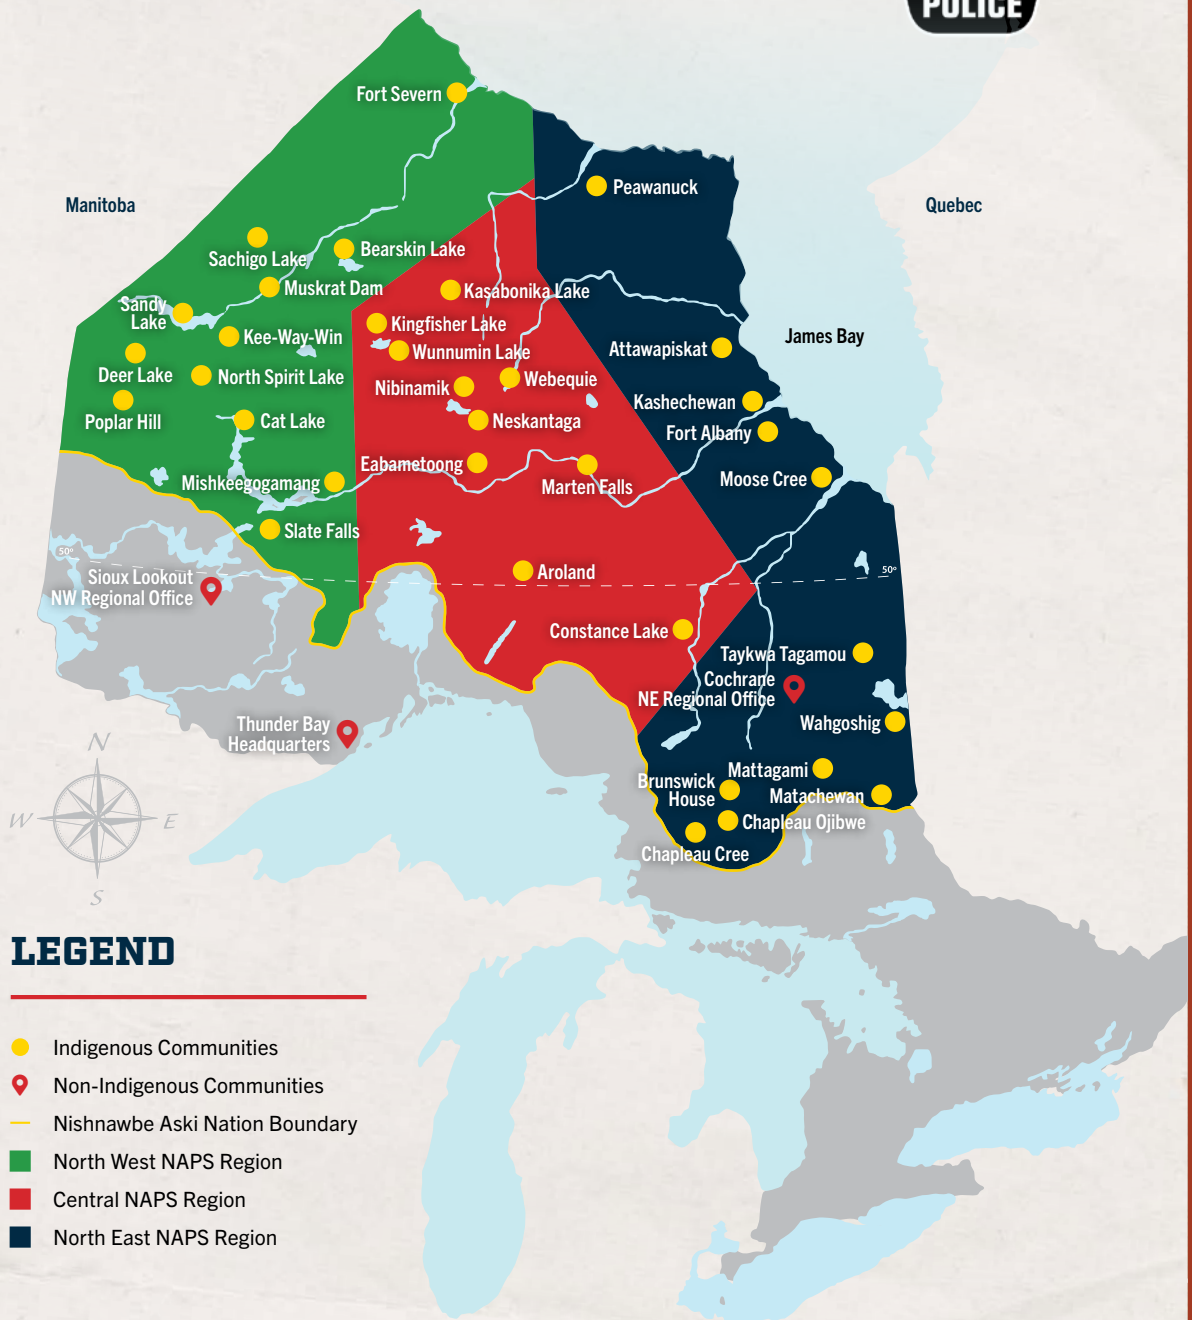 POLICE
Fort Severn
Peawanuck
Manitoba
Quebec
Sachigo Lake
Bearskin Lake
Muskrat Dam
Kasabonika Lake
Sandy
Lake
Kee-Way-Win
Kingfisher Lake
James Bay
Wunnumin Lake
Attawapiskat
Deer Lake
North Spirit Lake
Nibinamik
Webequie
Kashechewan
Poplar Hill
Cat Lake
Neskantaga
Fort Albany
Eabametoong
Marten Falls
Moose Cree
Mishkeegogamang
Slate Falls
50º
50º
Aroland
Sioux Lookout
NW Regional Office
Constance Lake
Taykwa Tagamou
Cochrane
NE Regional Office
Wahgoshig
Thunder Bay
Headquarters
Mattagami
Brunswick
House
Matachewan
Chapleau Ojibwe
Chapleau Cree
N
W
E
S
LEGEND
Indigenous Communities
Non-Indigenous Communities
Nishnawbe Aski Nation Boundary
North West NAPS Region
Central NAPS Region
North East NAPS Region